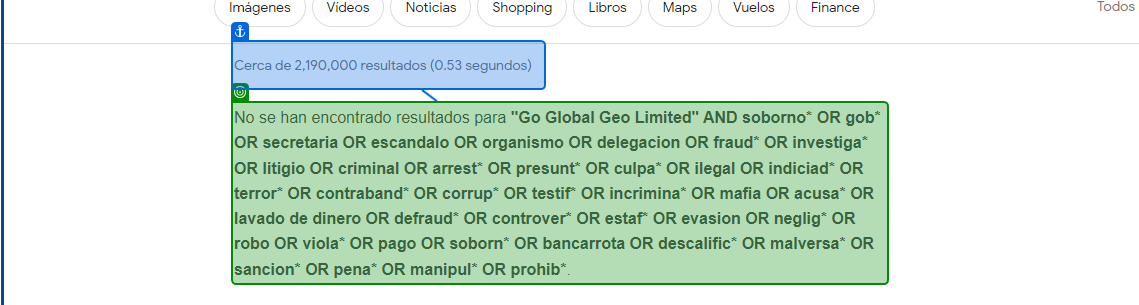 Imágenes Vídeos Noticias Shopping Libros Maps Vuelos Finance Todos
Cerca de 2,190,000 resultados (0.53 segundos)
No se han encontrado resultados para "Go Global Geo Limited" AND soborno* OR gob*
OR secretaria OR escandalo OR organismo OR delegacion OR fraud* OR investiga*
OR litigio OR criminal OR arrest* OR presunt* OR culpa* OR ilegal OR indiciad* OR
terror* OR contraband* OR corrup* OR testif* OR incrimina* OR mafia OR acusa* OR
lavado de dinero OR defraud* OR controver* OR estaf* OR evasion OR neglig* OR
robo OR viola* OR pago OR soborn* OR bancarrota OR descalific* OR malversa* OR
sancion* OR pena* OR manipul* OR prohib*.